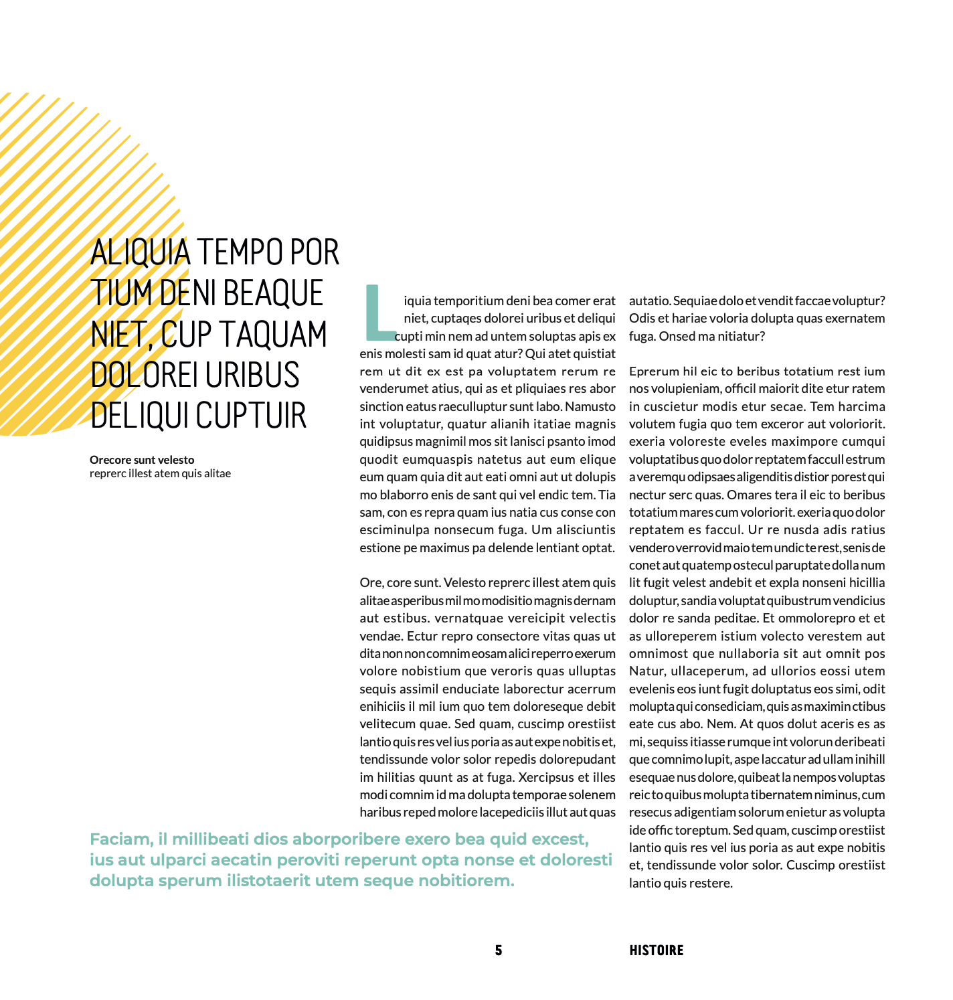 ALIQUIA TEMPO POR
TIUM DENI BEAQUE
NIET, CUP TAQUAM
DOLOREI URIBUS
DELIQUI CUPTUIR
Orecore sunt velesto
reprerc illest atem quis alitae
Liquia temporitium deni bea comer erat
niet, cuptaqes dolorei uribus et deliqui
cupti min nem ad untem soluptas apis ex
enis molesti sam id quat atur? Qui atet quistiat
rem ut dit ex est pa voluptatem rerum re
venderumet atius, qui as et pliquiaes res abor
sinction eatus raeculluptur sunt labo. Namusto
int voluptatur, quatur alianih itatiae magnis
quidipsus magnimil mos sit lanisci psanto imod
quodit eumquaspis natetus aut eum elique
eum quam quia dit aut eati omni aut ut dolupis
mo blaborro enis de sant qui vel endic tem. Tia
sam, con es repra quam ius natia cus conse con
esciminulpa nonsecum fuga. Um alisciuntis
estione pe maximus pa delende lentiant optat.
Ore, core sunt. Velesto reprerc illest atem quis
alitae asperibus mil mo modisitio magnis dernam
aut estibus. vernatquae vereicipit velectis
vendae. Ectur repro consectore vitas quas ut
dita non non comnim eosam alici reperro exerum
volore nobistium que veroris quas ulluptas
sequis assimil enduciate laborectur acerrum
enihiciis il mil ium quo tem doloreseque debit
velitecum quae. Sed quam, cuscimp orestiist
lantio quis res vel ius poria as aut expe nobitis et,
tendissunde volor solor repedis dolorepudant
im hilitias quunt as at fuga. Xercipsus et illes
modi comnim id ma dolupta temporae solenem
haribus reped molore lacepediciis illut aut quas
autatio. Sequiae dolo et vendit faccae voluptur?
Odis et hariae voloria dolupta quas exernatem
fuga. Onsed ma nitiatur?
Eprerum hil eic to beribus totatium rest ium
nos volupieniam, officil maiorit dite etur ratem
in cuscietur modis etur secae. Tem harcima
volutem fugia quo tem exceror aut voloriorit.
exeria voloreste eveles maximpore cumqui
voluptatibus quo dolor reptatem faccull estrum
a veremqu odipsaes aligenditis distior porest qui
nectur serc quas. Omares tera il eic to beribus
totatium mares cum voloriorit. exeria quo dolor
reptatem es faccul. Ur re nusda adis ratius
vendero verrovid maio tem undic te rest, senis de
conet aut quatemp ostecul paruptate dolla num
lit fugit velest andebit et expla nonseni hicillia
doluptur, sandia voluptat quibustrum vendicius
dolor re sanda peditae. Et ommolorepro et et
as ulloreperem istium volecto verestem aut
omnimost que nullaboria sit aut omnit pos
Natur, ullaceperum, ad ullorios eossi utem
evelenis eos iunt fugit doluptatus eos simi, odit
molupta qui consediciam, quis as maximin ctibus
eate cus abo. Nem. At quos dolut aceris es as
mi, sequiss itiasse rumque int volorun deribeati
que comnimo lupit, aspe laccatur ad ullam inihill
esequae nus dolore, quibeat la nempos voluptas
reic to quibus molupta tibernatem niminus, cum
resecus adigentiam solorum enietur as volupta
ide offic toreptum. Sed quam, cuscimp orestiist
lantio quis res vel ius poria as aut expe nobitis
et, tendissunde volor solor. Cuscimp orestiist
lantio quis restere.
Faciam, il millibeati dios aborporibere exero bea quid excest,
ius aut ulparci aecatin peroviti reperunt opta nonse et doloresti
dolupta sperum ilistotaerit utem seque nobitiorem.
5
HISTOIRE